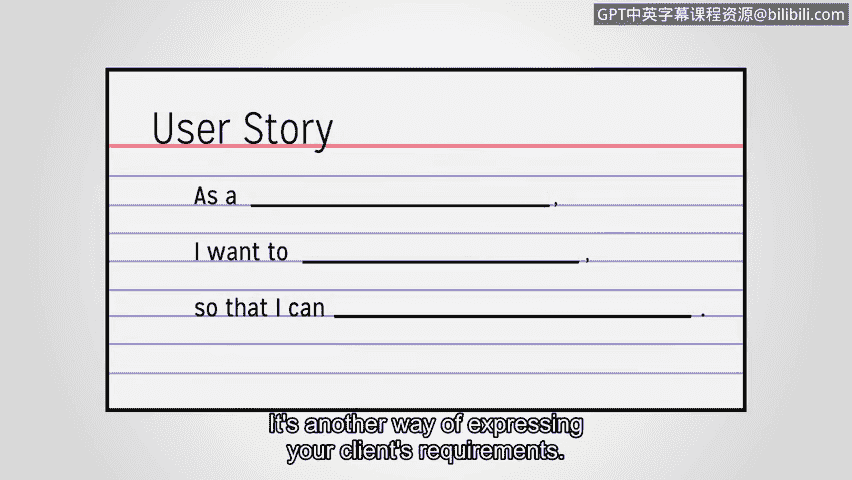 GPT中英字幕课程资源@bilibili.com
User Story
As a ,
I want to ,
so that I can .
It's another way of expressing
your client's requirements.